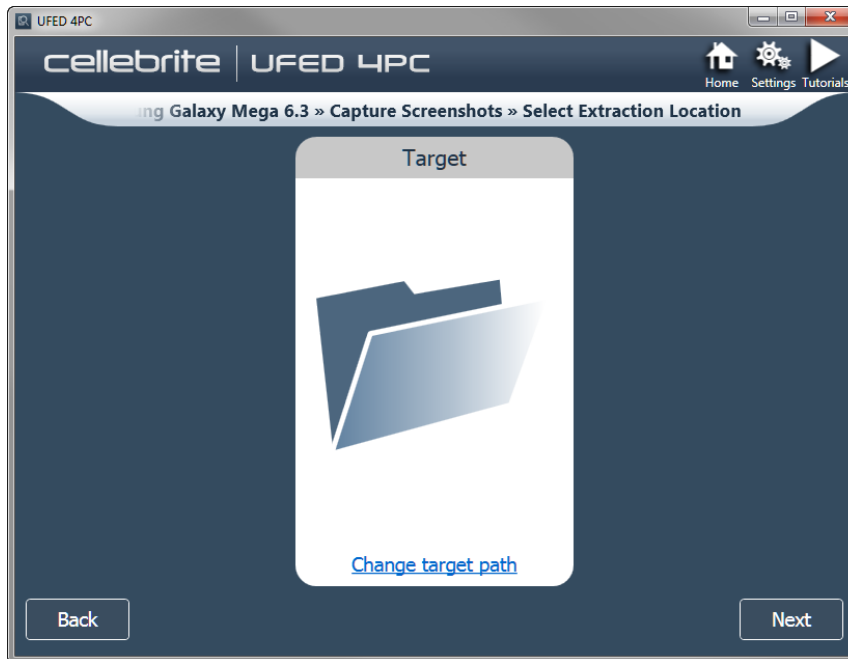 UFED 4PC
cellebrite | UFED 4PC
Home Settings Tutorials
ng Galaxy Mega 6.3 » Capture Screenshots » Select Extraction Location
Target
Change target path
Back
Next